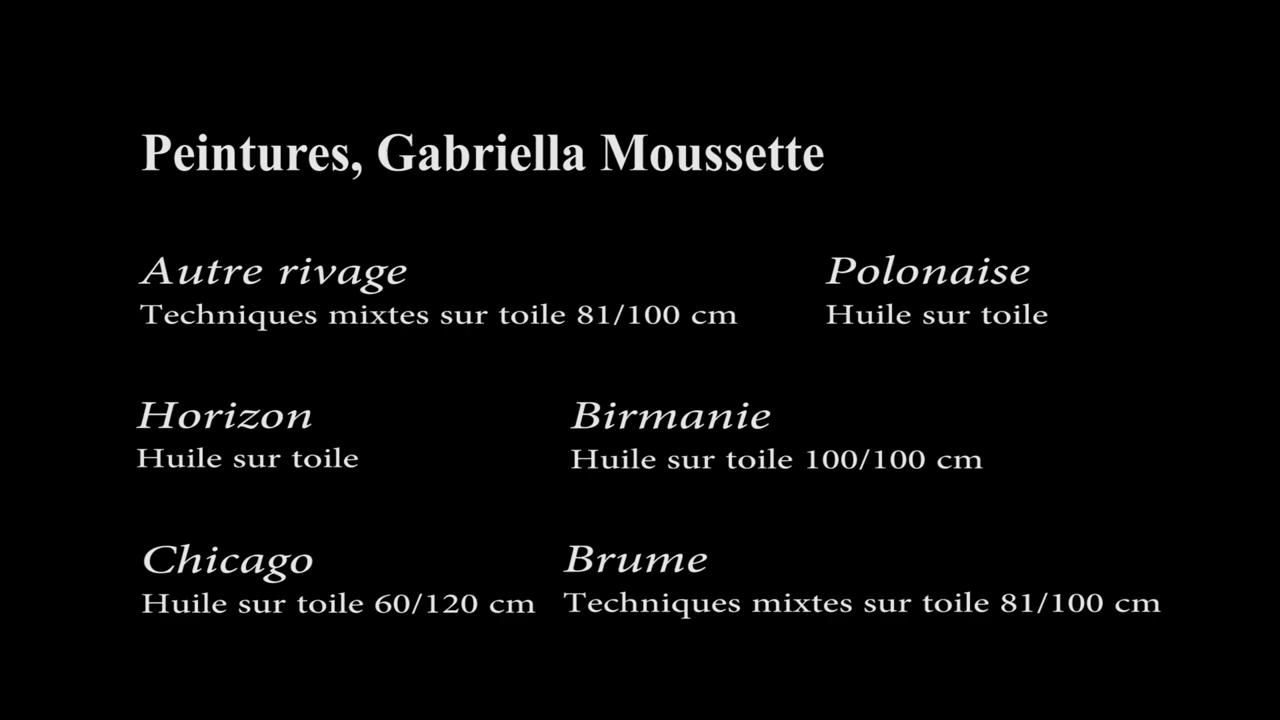 Peintures, Gabriella Moussette
Autre rivage
Techniques mixtes sur toile 81/100 cm
Polonaise
Huile sur toile
Horizon
Huile sur toile
Birmanie
Huile sur toile 100/100 cm
Chicago
Huile sur toile 60/120 cm
Brume
Techniques mixtes sur toile 81/100 cm